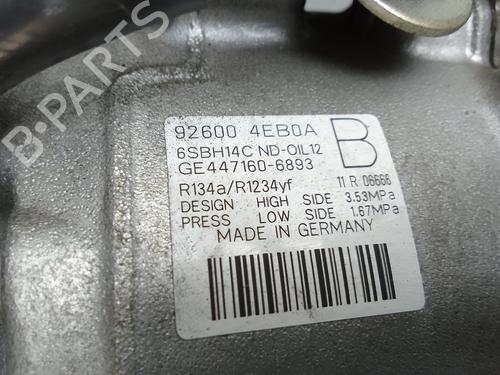 BPARTS
92600 4EB0A
B
6SBH14C ND-OIL12
GE447160-6893
R134a/R1234yf 11 R 06666
DESIGN HIGH SIDE 3.53MPa
PRESS LOW SIDE 1.67MPa
MADE IN GERMANY